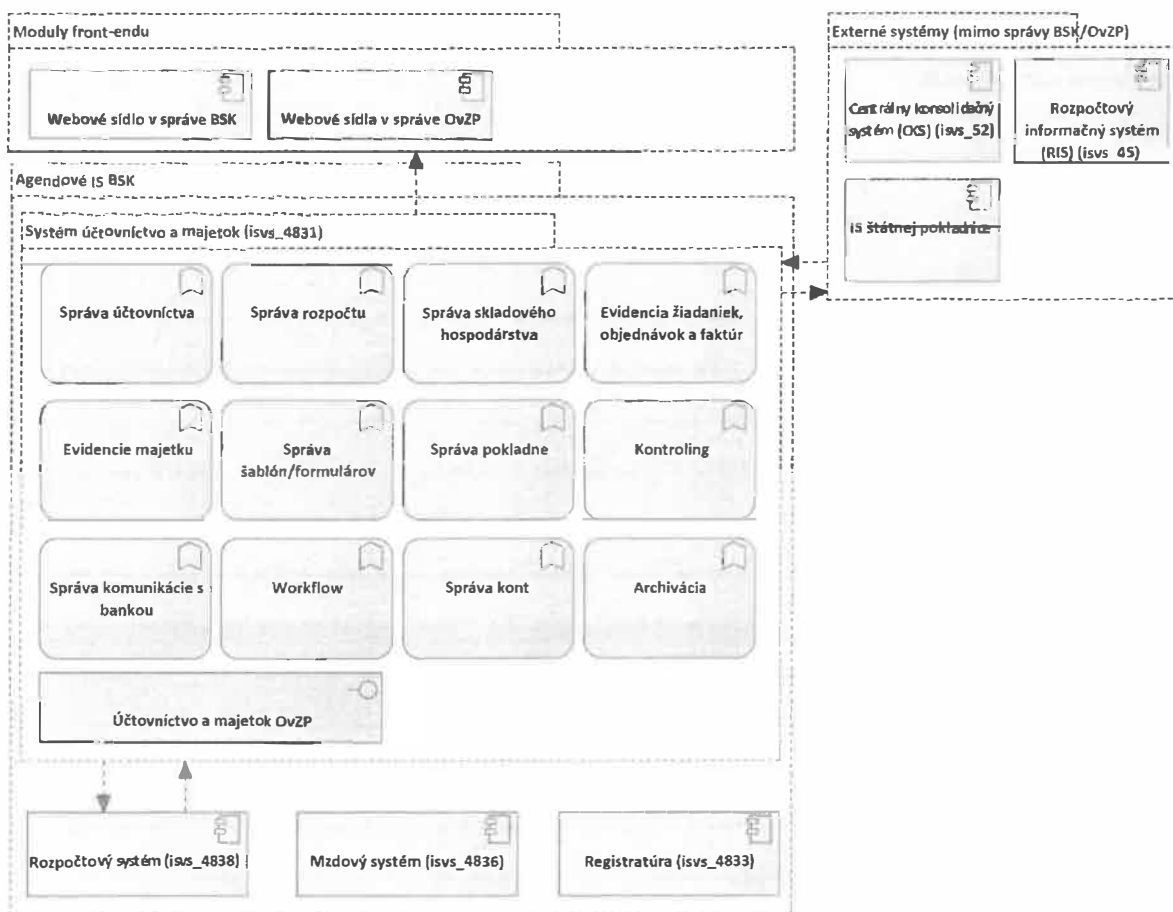 Moduly front-endu
Webové sídlo v správe BSK
Webové sídla v správe OvZP
Externé systémy (mimo správy BSK/OvZP)
Centrálny konsolidačný
systém (CKS) (isvs_52)
Rozpočtový
informačný systém
(RIS) (isvs_45)
IS štátnej pokladnice
Agendové IS BSK
Systém účtovníctvo a majetok (isvs_4831)
Správa účtovníctva
Správa rozpočtu
Správa skladového
hospodárstva
Evidencia žiadaniek,
objednávok a faktúr
Evidencie majetku
Správa
šablón/formulárov
Správa pokladne
Kontroling
Správa komunikácie s
bankou
Workflow
Správa kont
Archivácia
Účtovníctvo a majetok OvZP
Rozpočtový systém (isvs_4838)
Mzdový systém (isvs_4836)
Registratúra (isvs_4833)